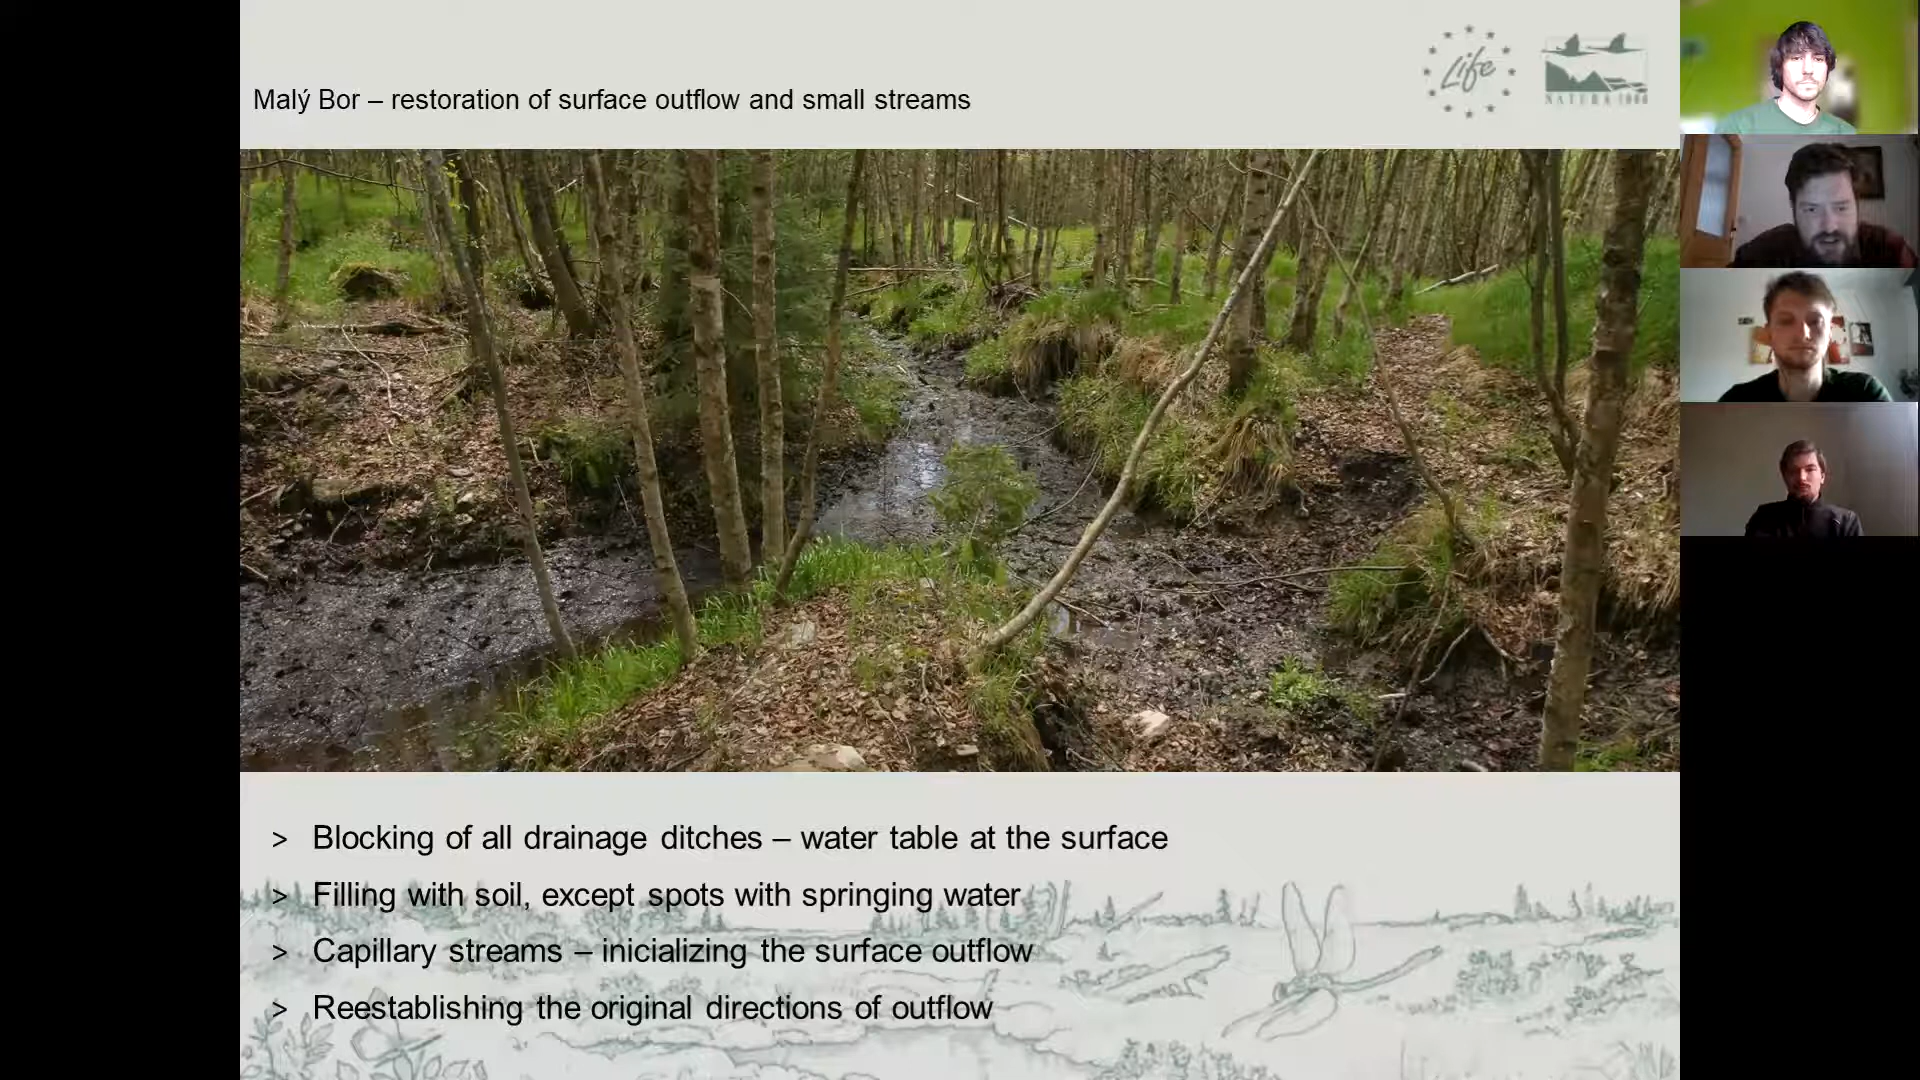 Malý Bor – restoration of surface outflow and small streams
Life
NATURA 2000
> Blocking of all drainage ditches – water table at the surface
> Filling with soil, except spots with springing water
> Capillary streams – inicializing the surface outflow
> Reestablishing the original directions of outflow